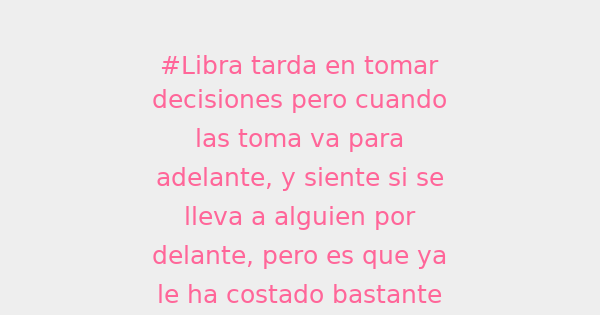 #Libra tarda en tomar
decisiones pero cuando
las toma va para
adelante, y siente si se
lleva a alguien por
delante, pero es que ya
le ha costado bastante